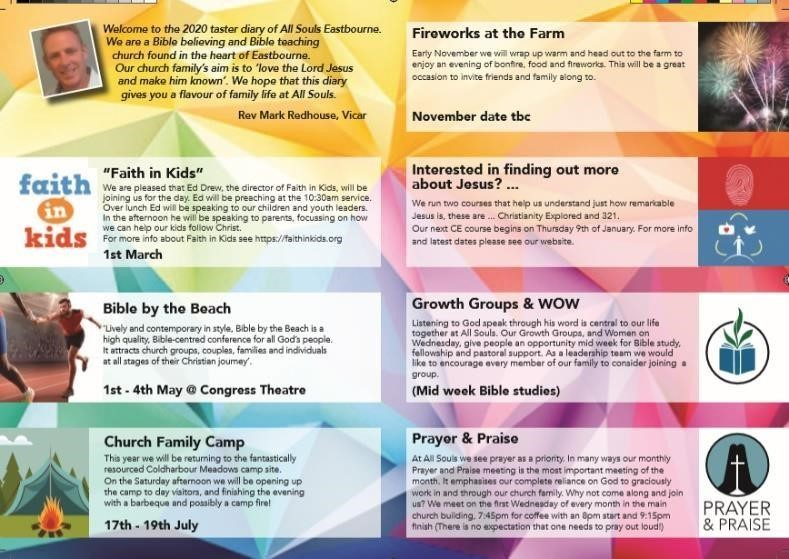 Welcome to the 2020 taster diary of All Souls Eastbourne.
We are a Bible believing and Bible teaching
church found in the heart of Eastbourne.
Our church family's aim is to 'love the Lord Jesus
and make him known'. We hope that this diary
gives you a flavour of family life at All Souls.
Rev Mark Redhouse, Vicar
faith
in
kids
"Faith in Kids"
We are pleased that Ed Drew, the director of Faith in Kids, will be
joining us for the day. Ed will be preaching at the 10:30am service.
Over lunch Ed will be speaking to our children and youth leaders.
In the afternoon he will be speaking to parents, focussing on how
we can help our kids follow Christ.
For more info about Faith in Kids see https://faithinkids.org
1st March
Bible by the Beach
'Lively and contemporary in style, Bible by the Beach is a
high quality, Bible-centred conference for all God's people.
It attracts church groups, couples, families and individuals
at all stages of their Christian journey'.
1st - 4th May @ Congress Theatre
Church Family Camp
This year we will be returning to the fantastically
resourced Coldharbour Meadows camp site.
On the Saturday afternoon we will be opening up
the camp to day visitors, and finishing the evening
with a barbeque and possibly a camp fire!
17th - 19th July
Fireworks at the Farm
Early November we will wrap up warm and head out to the farm to
enjoy an evening of bonfire, food and fireworks. This will be a great
occasion to invite friends and family along to.
November date tbc
Interested in finding out more
about Jesus? ...
We run two courses that help us understand just how remarkable
Jesus is, these are ... Christianity Explored and 321.
Our next CE course begins on Thursday 9th of January. For more info
and latest dates please see our website.
Growth Groups & WOW
Listening to God speak through his word is central to our life
together at All Souls. Our Growth Groups, and Women on
Wednesday, give people an opportunity mid week for Bible study,
fellowship and pastoral support. As a leadership team we would
like to encourage every member of our family to consider joining a
group.
(Mid week Bible studies)
Prayer & Praise
At All Souls we see prayer as a priority. In many ways our monthly
Prayer and Praise meeting is the most important meeting of the
month. It emphasises our complete reliance on God to graciously
work in and through our church family. Why not come along and join
us? We meet on the first Wednesday of every month in the main
church building, 7:45pm for coffee with an 8pm start and 9:15pm
finish (There is no expectation that one needs to pray out loud!)
PRAYER
& PRAISE